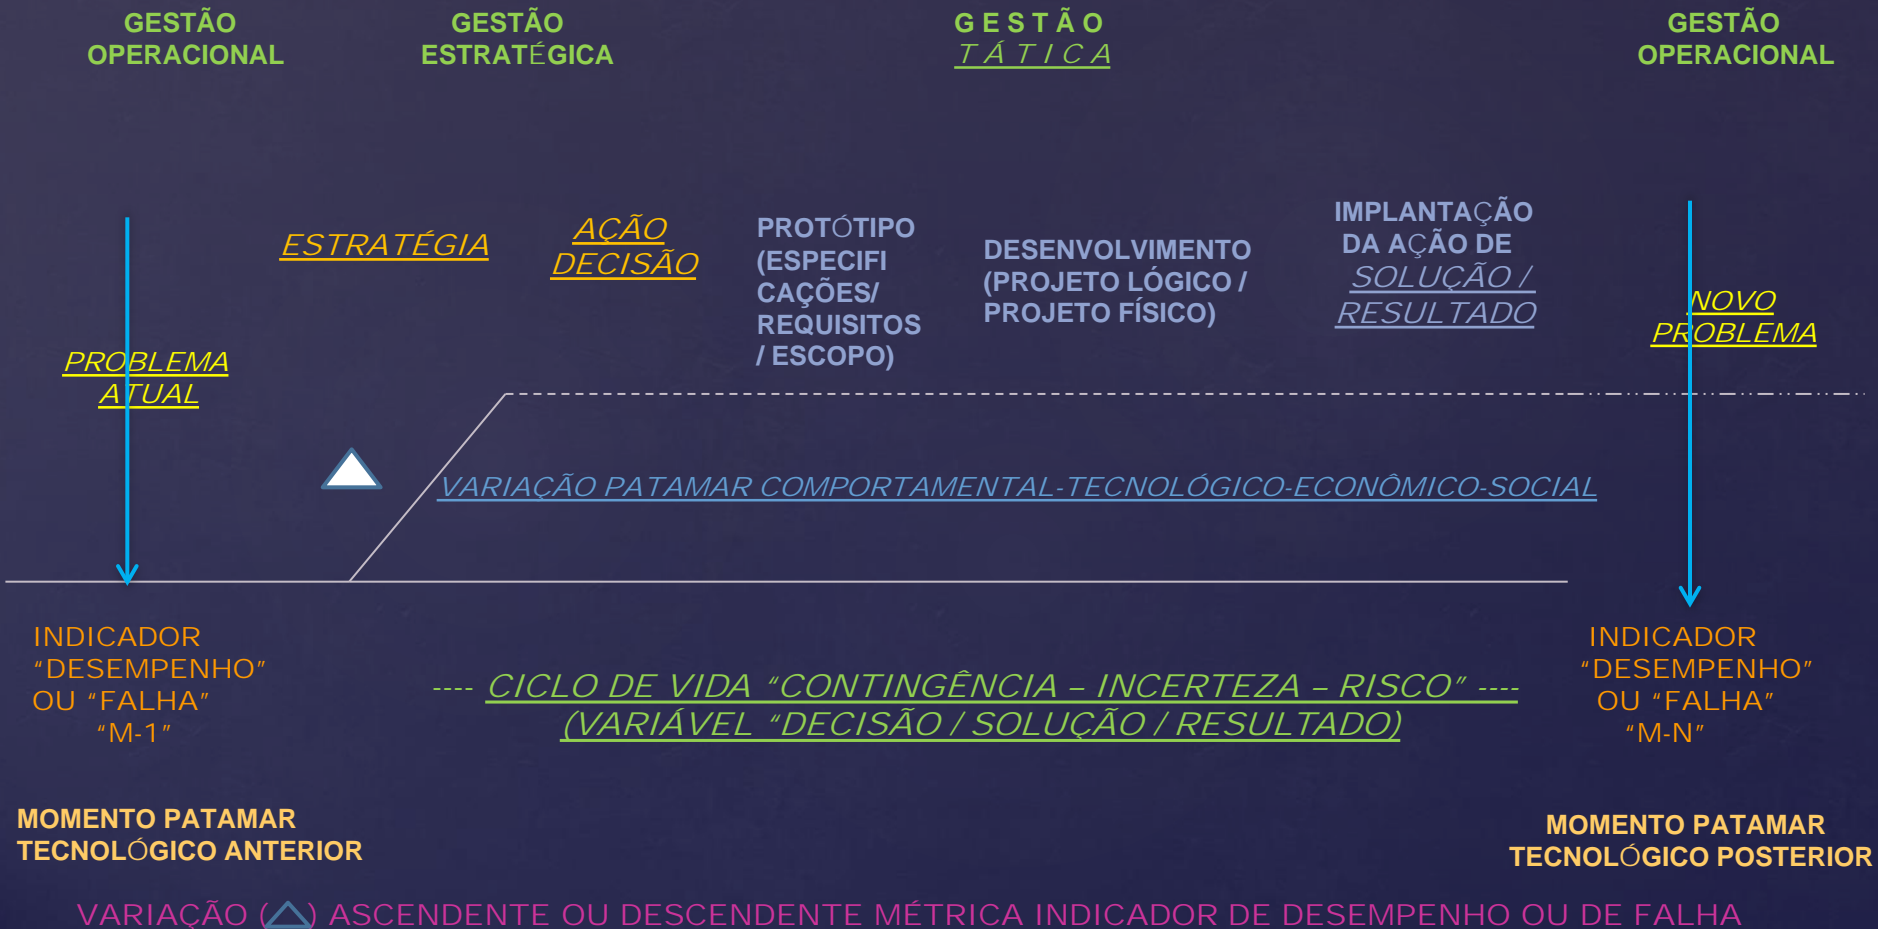 GESTÃO
OPERACIONAL
GESTÃO
ESTRATÉGICA
G E S T Ã O
T Á T I C A
GESTÃO
OPERACIONAL
PROBLEMA
ATUAL
ESTRATÉGIA
AÇÃO
DECISÃO
PROTÓTIPO
(ESPECIFI
CAÇÕES/
REQUISITOS
/ ESCOPO)
DESENVOLVIMENTO
(PROJETO LÓGICO /
PROJETO FÍSICO)
IMPLANTAÇÃO
DA AÇÃO DE
SOLUÇÃO /
RESULTADO
NOVO
PROBLEMA
VARIAÇÃO PATAMAR COMPORTAMENTAL-TECNOLÓGICO-ECONÔMICO-SOCIAL
INDICADOR
“DESEMPENHO”
OU “FALHA”
“M-1”
---- CICLO DE VIDA “CONTINGÊNCIA – INCERTEZA – RISCO” ----
(VARIÁVEL “DECISÃO / SOLUÇÃO / RESULTADO)
INDICADOR
“DESEMPENHO”
OU “FALHA”
“M-N”
MOMENTO PATAMAR
TECNOLÓGICO ANTERIOR
MOMENTO PATAMAR
TECNOLÓGICO POSTERIOR
VARIAÇÃO (△) ASCENDENTE OU DESCENDENTE MÉTRICA INDICADOR DE DESEMPENHO OU DE FALHA